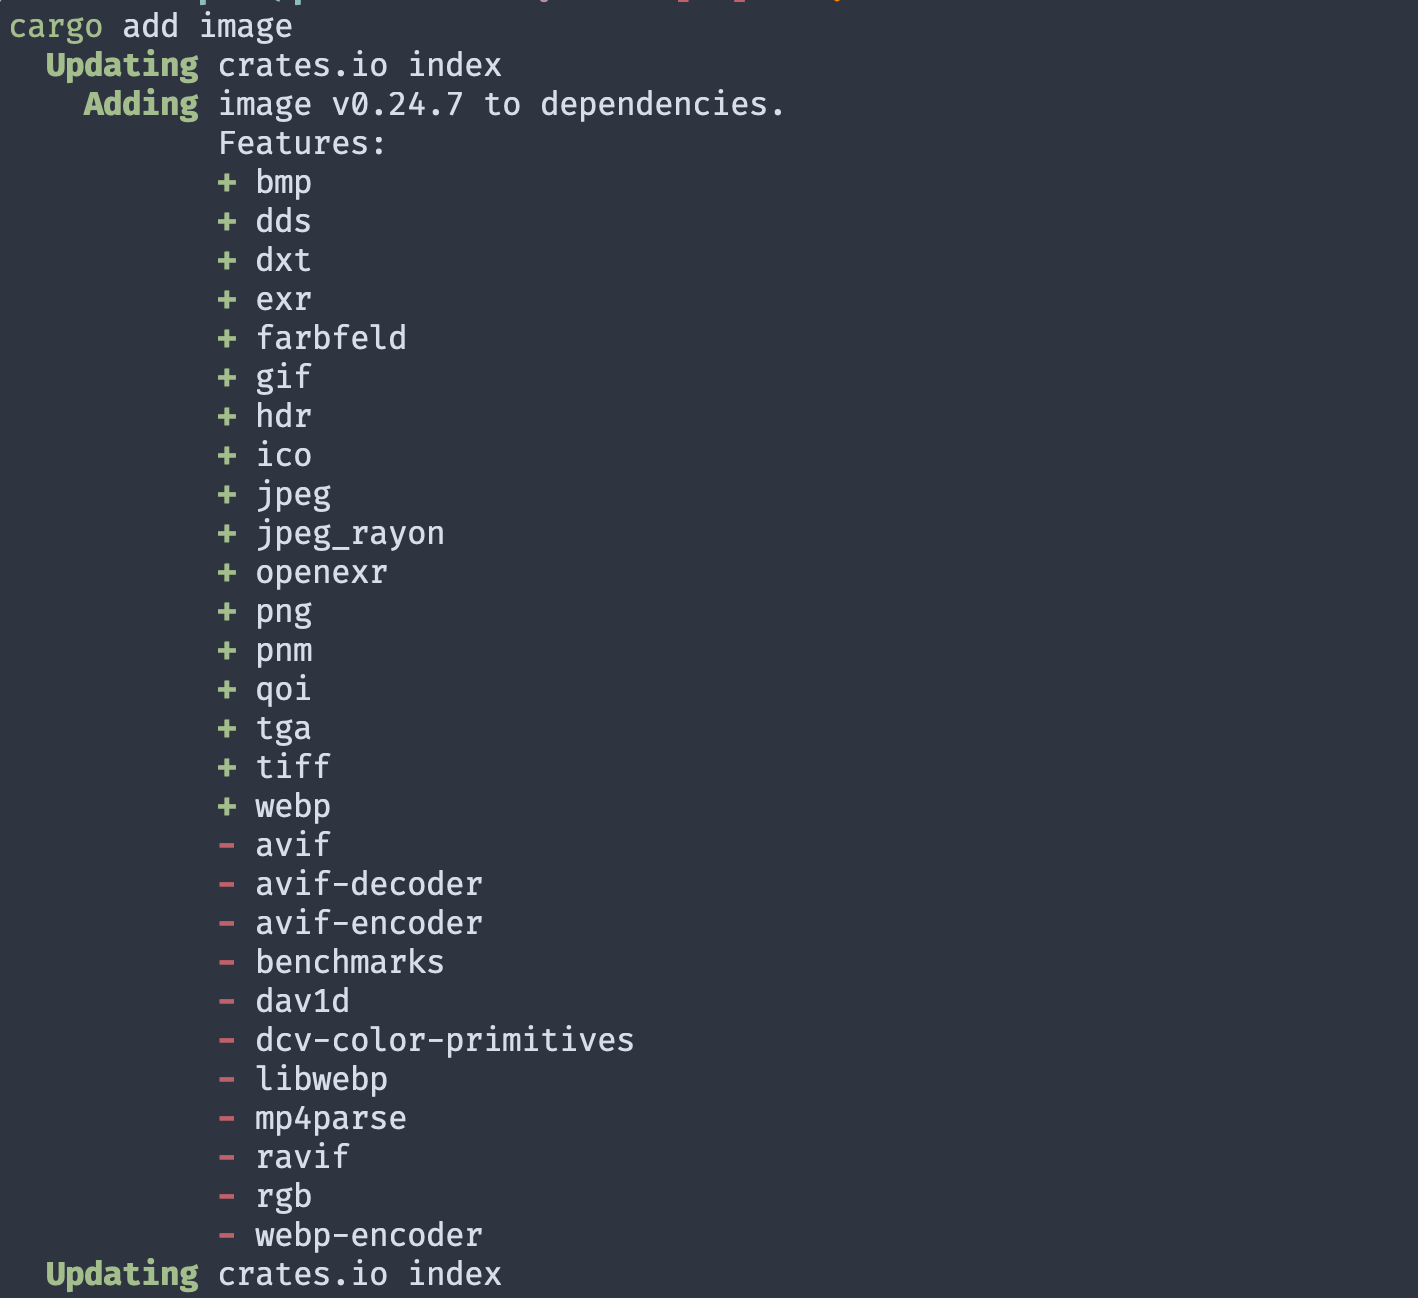 cargo add image
Updating crates.io index
Adding image v0.24.7 to dependencies.
Features:
+ bmp
+ dds
+ dxt
+ exr
+ farbfeld
+ gif
+ hdr
+ ico
+ jpeg
+ jpeg_rayon
+ openexr
+ png
+ pnm
+ qoi
+ tga
+ tiff
+ webp
- avif
- avif-decoder
- avif-encoder
- benchmarks
- dav1d
- dcv-color-primitives
- libwebp
- mp4parse
- ravif
- rgb
- webp-encoder
Updating crates.io index